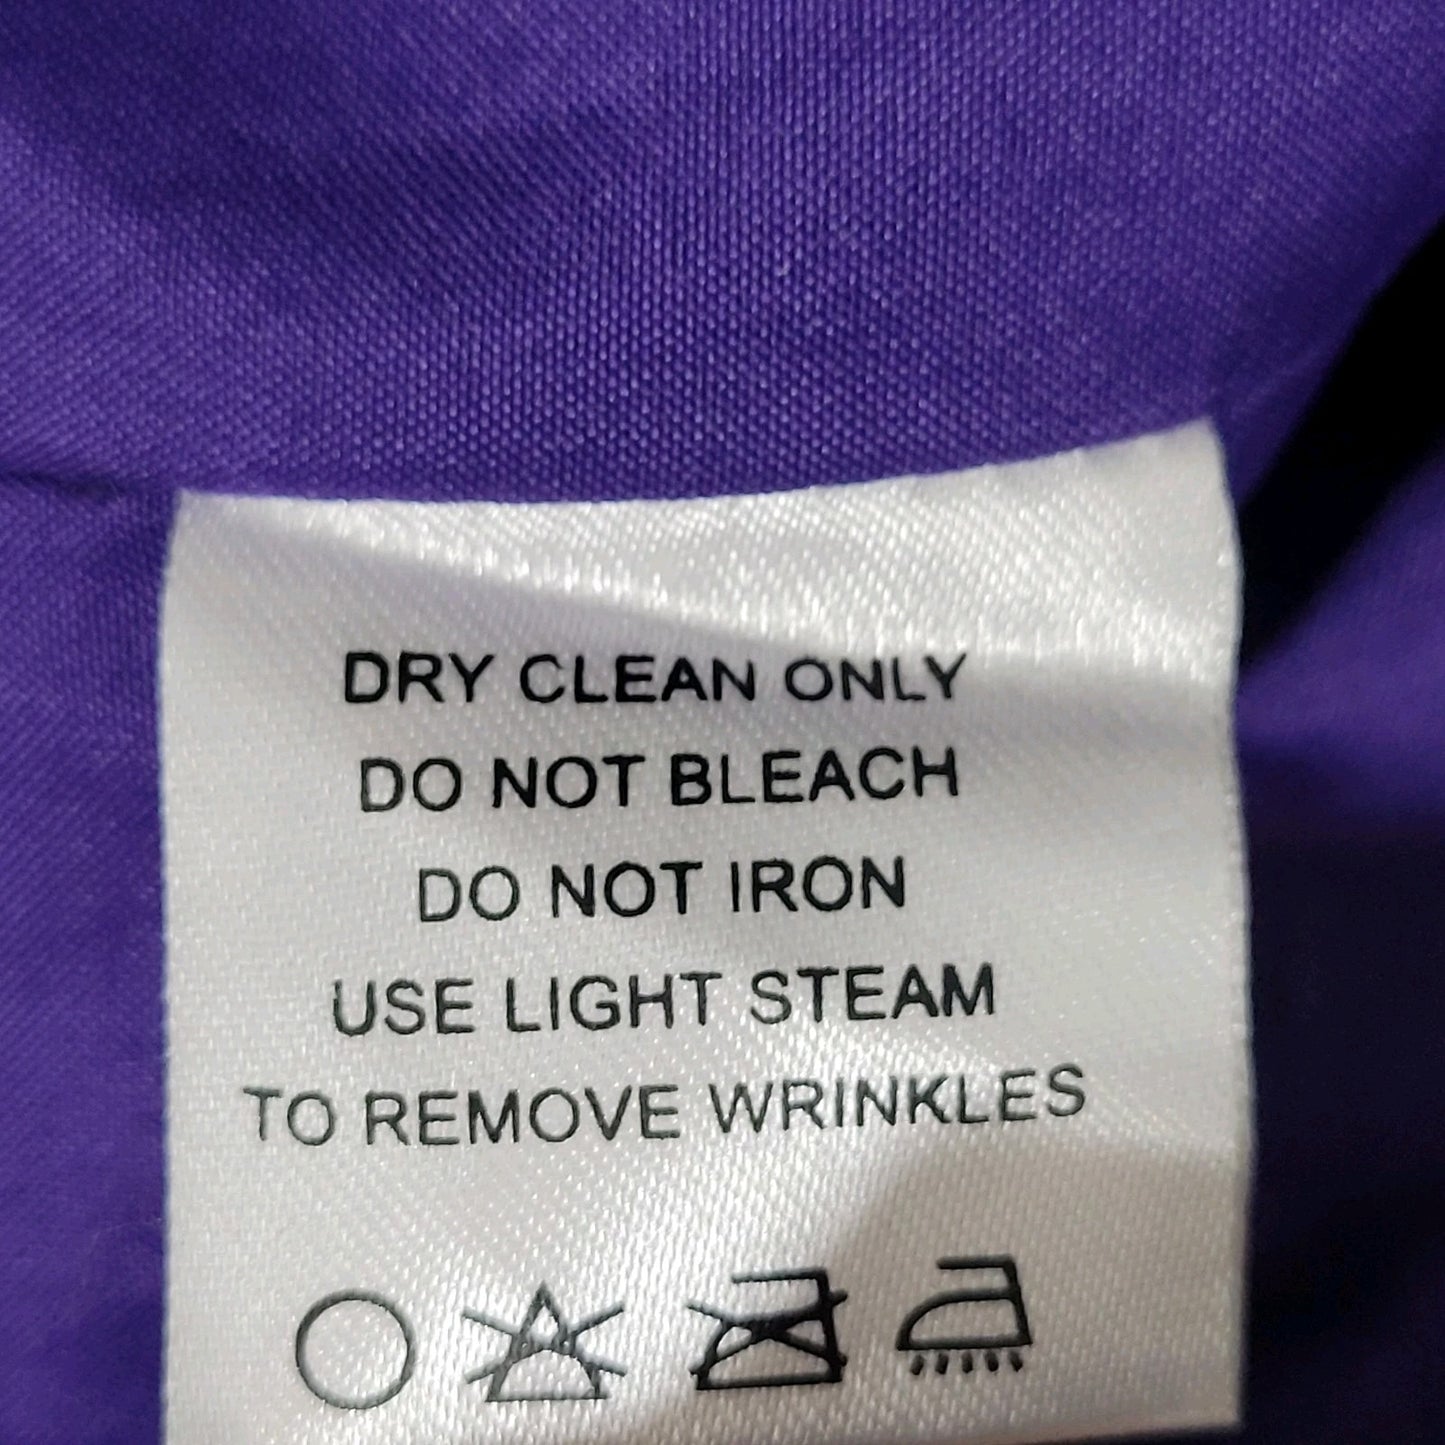 DRY CLEAN ONLY
DO NOT BLEACH
DO NOT IRON
USE LIGHT STEAM
TO REMOVE WRINKLES